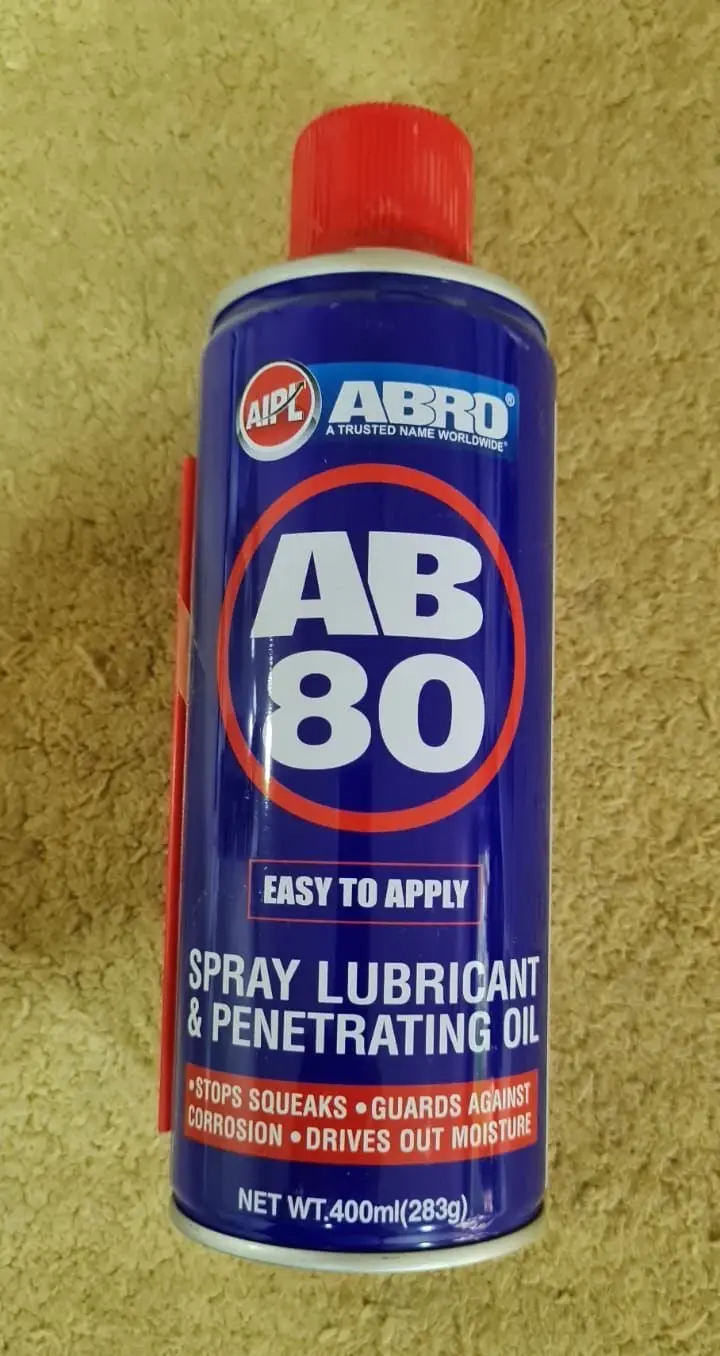 AIPL ABRO®
A TRUSTED NAME WORLDWIDE®
AB
80
EASY TO APPLY
SPRAY LUBRICANT
& PENETRATING OIL
•STOPS SQUEAKS •GUARDS AGAINST
CORROSION •DRIVES OUT MOISTURE
NET WT.400ml(283g)